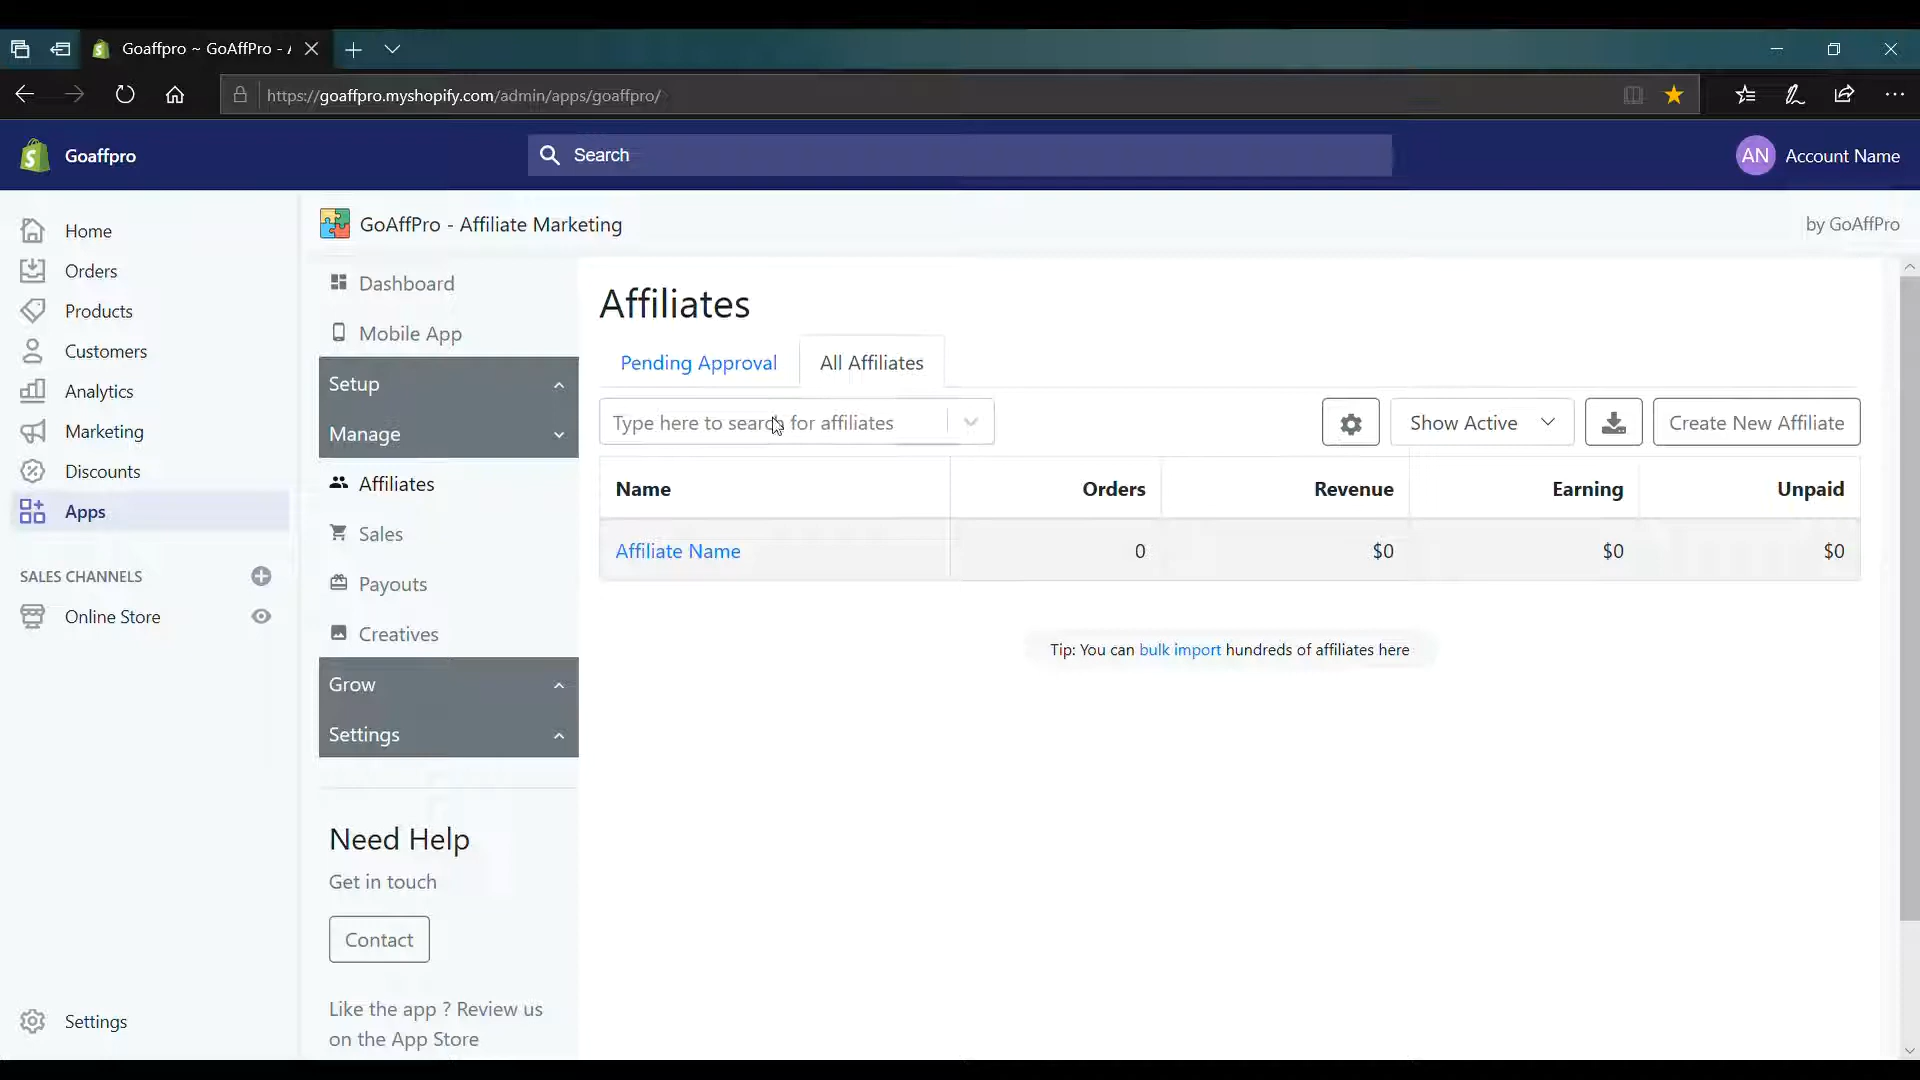 Goaffpro ~ GoAffPro - /
https://goaffpro.myshopify.com/admin/apps/goaffpro/
Goaffpro
Search
AN Account Name
Home
Orders
Products
Customers
Analytics
Marketing
Discounts
Apps
SALES CHANNELS
Online Store
Settings
GoAffPro - Affiliate Marketing
by GoAffPro
Dashboard
Mobile App
Setup
Manage
Affiliates
Sales
Payouts
Creatives
Grow
Settings
Need Help
Get in touch
Contact
Like the app ? Review us
on the App Store
Affiliates
Pending Approval All Affiliates
Type here to search for affiliates
Show Active
Create New Affiliate
Name Orders Revenue Earning Unpaid
Affiliate Name 0 $0 $0 $0
Tip: You can bulk import hundreds of affiliates here